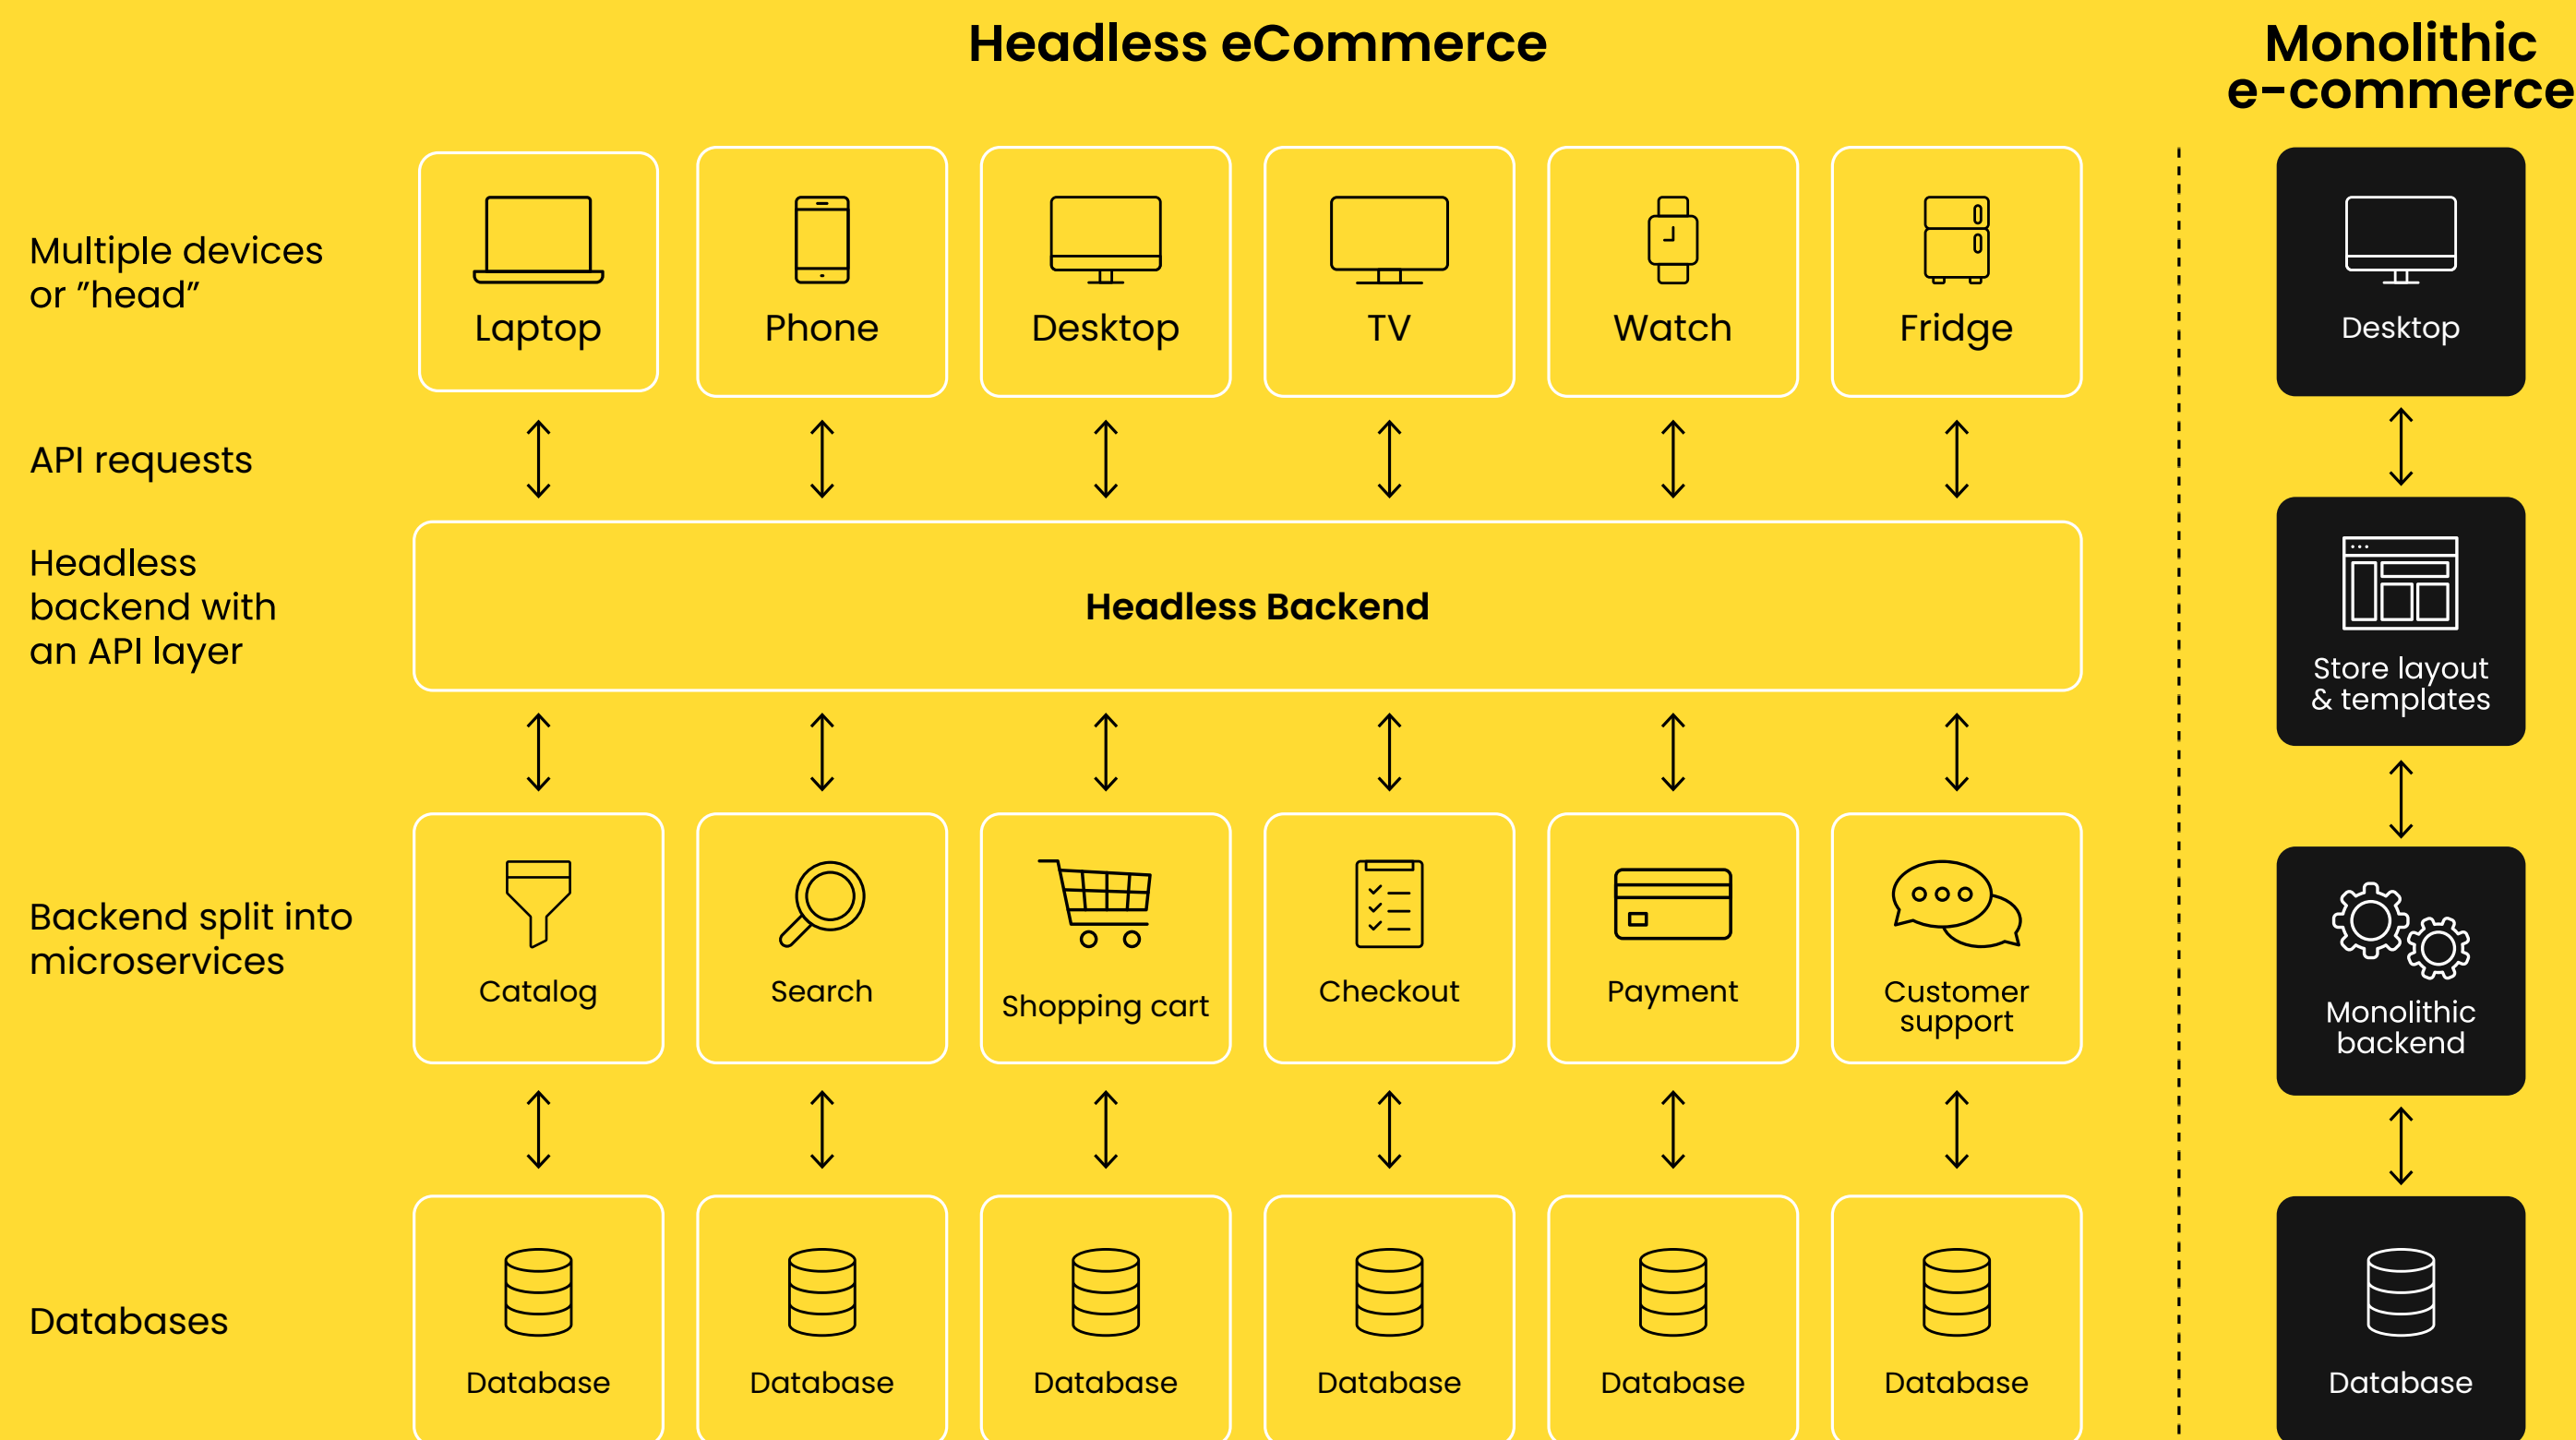 Headless eCommerce
Monolithic
e-commerce
Multiple devices
or ”head”
Laptop
Phone
Desktop
TV
Watch
Fridge
Desktop
API requests
Headless
backend with
an API layer
Headless Backend
Store layout
& templates
Backend split into
microservices
Catalog
Search
Shopping cart
Checkout
Payment
Customer
support
Monolithic
backend
Databases
Database
Database
Database
Database
Database
Database
Database